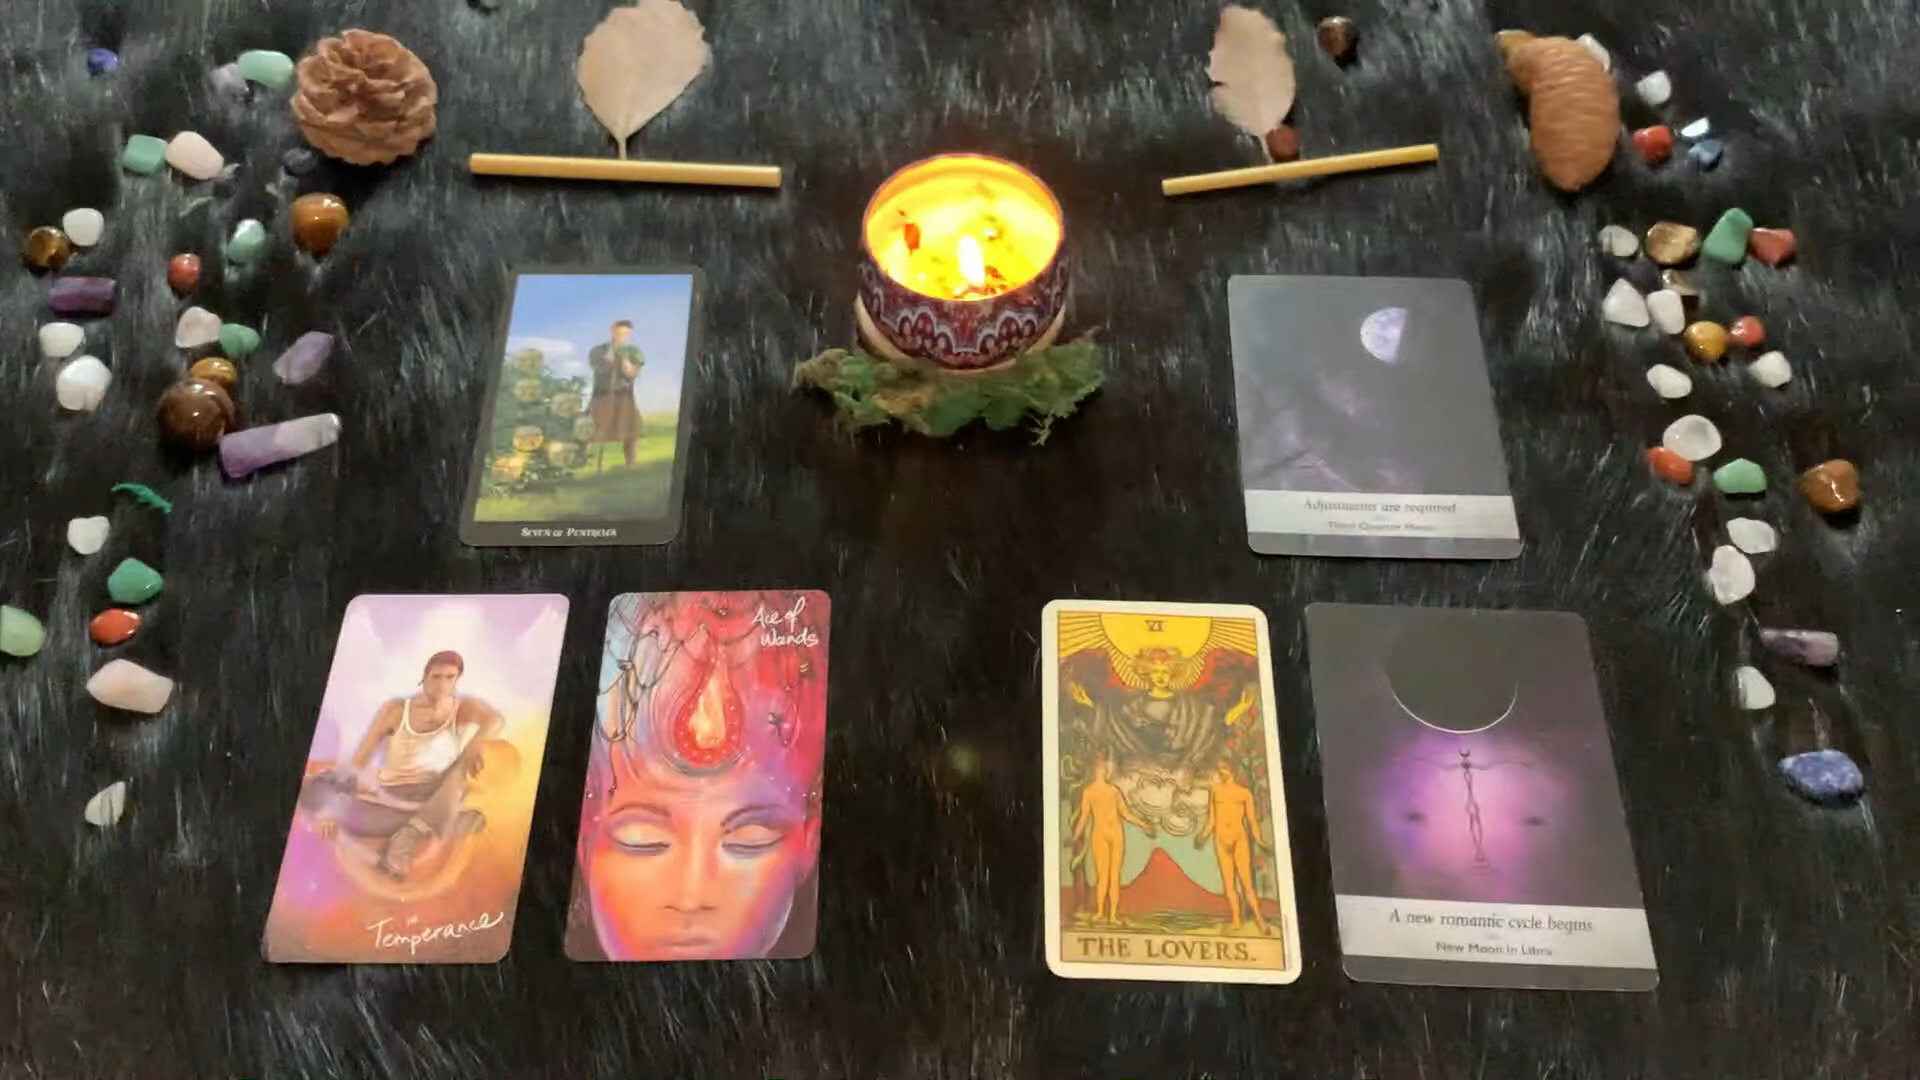 SEVEN OF PENTACLES
Adjustments are required
Third Quarter Moon
Ace of
Wands
VI
THE LOVERS.
Temperance
A new romantic cycle begins
New Moon in Libra